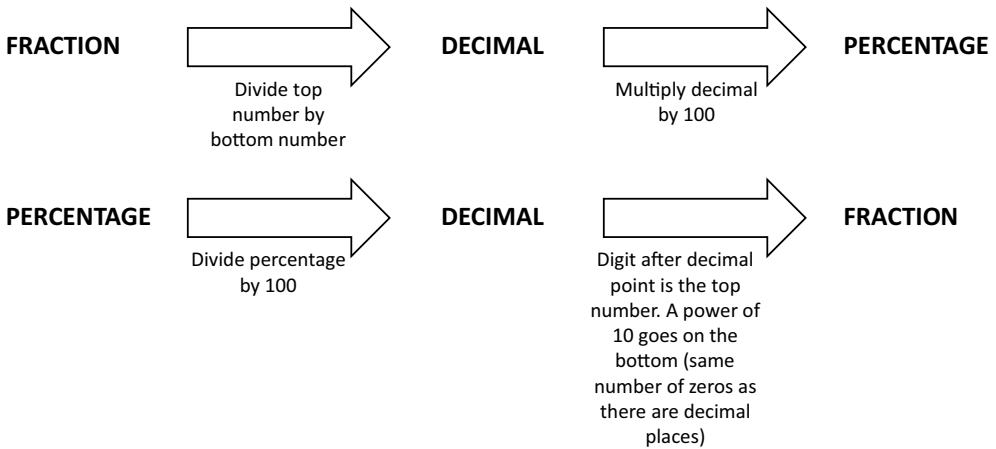 FRACTION DECIMAL PERCENTAGE
Divide top
number by
bottom number
Multiply decimal
by 100
PERCENTAGE DECIMAL FRACTION
Divide percentage
by 100
Digit after decimal
point is the top
number. A power of
10 goes on the
bottom (same
number of zeros as
there are decimal
places)